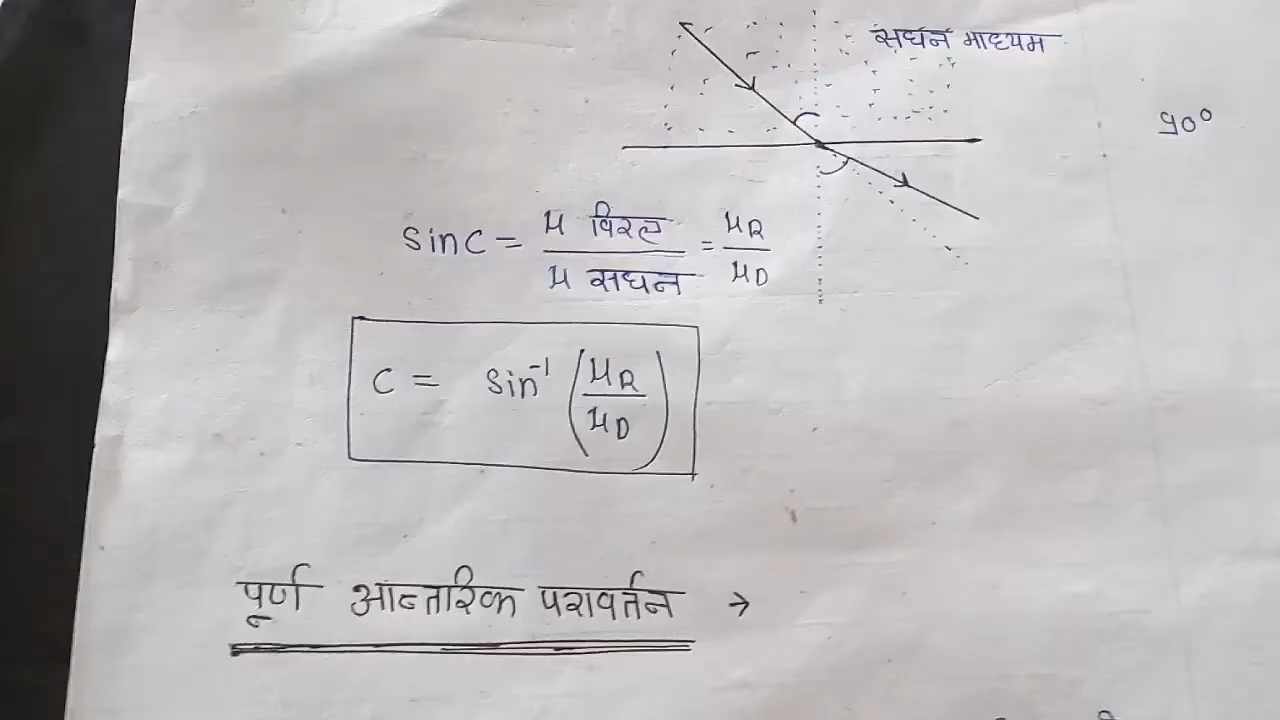 सघन माध्यम
90°
sinc = μ विरल / μ सघन = μR / μD
C = sin⁻¹ (μR / μD)
पूर्ण आन्तरिक परावर्तन →